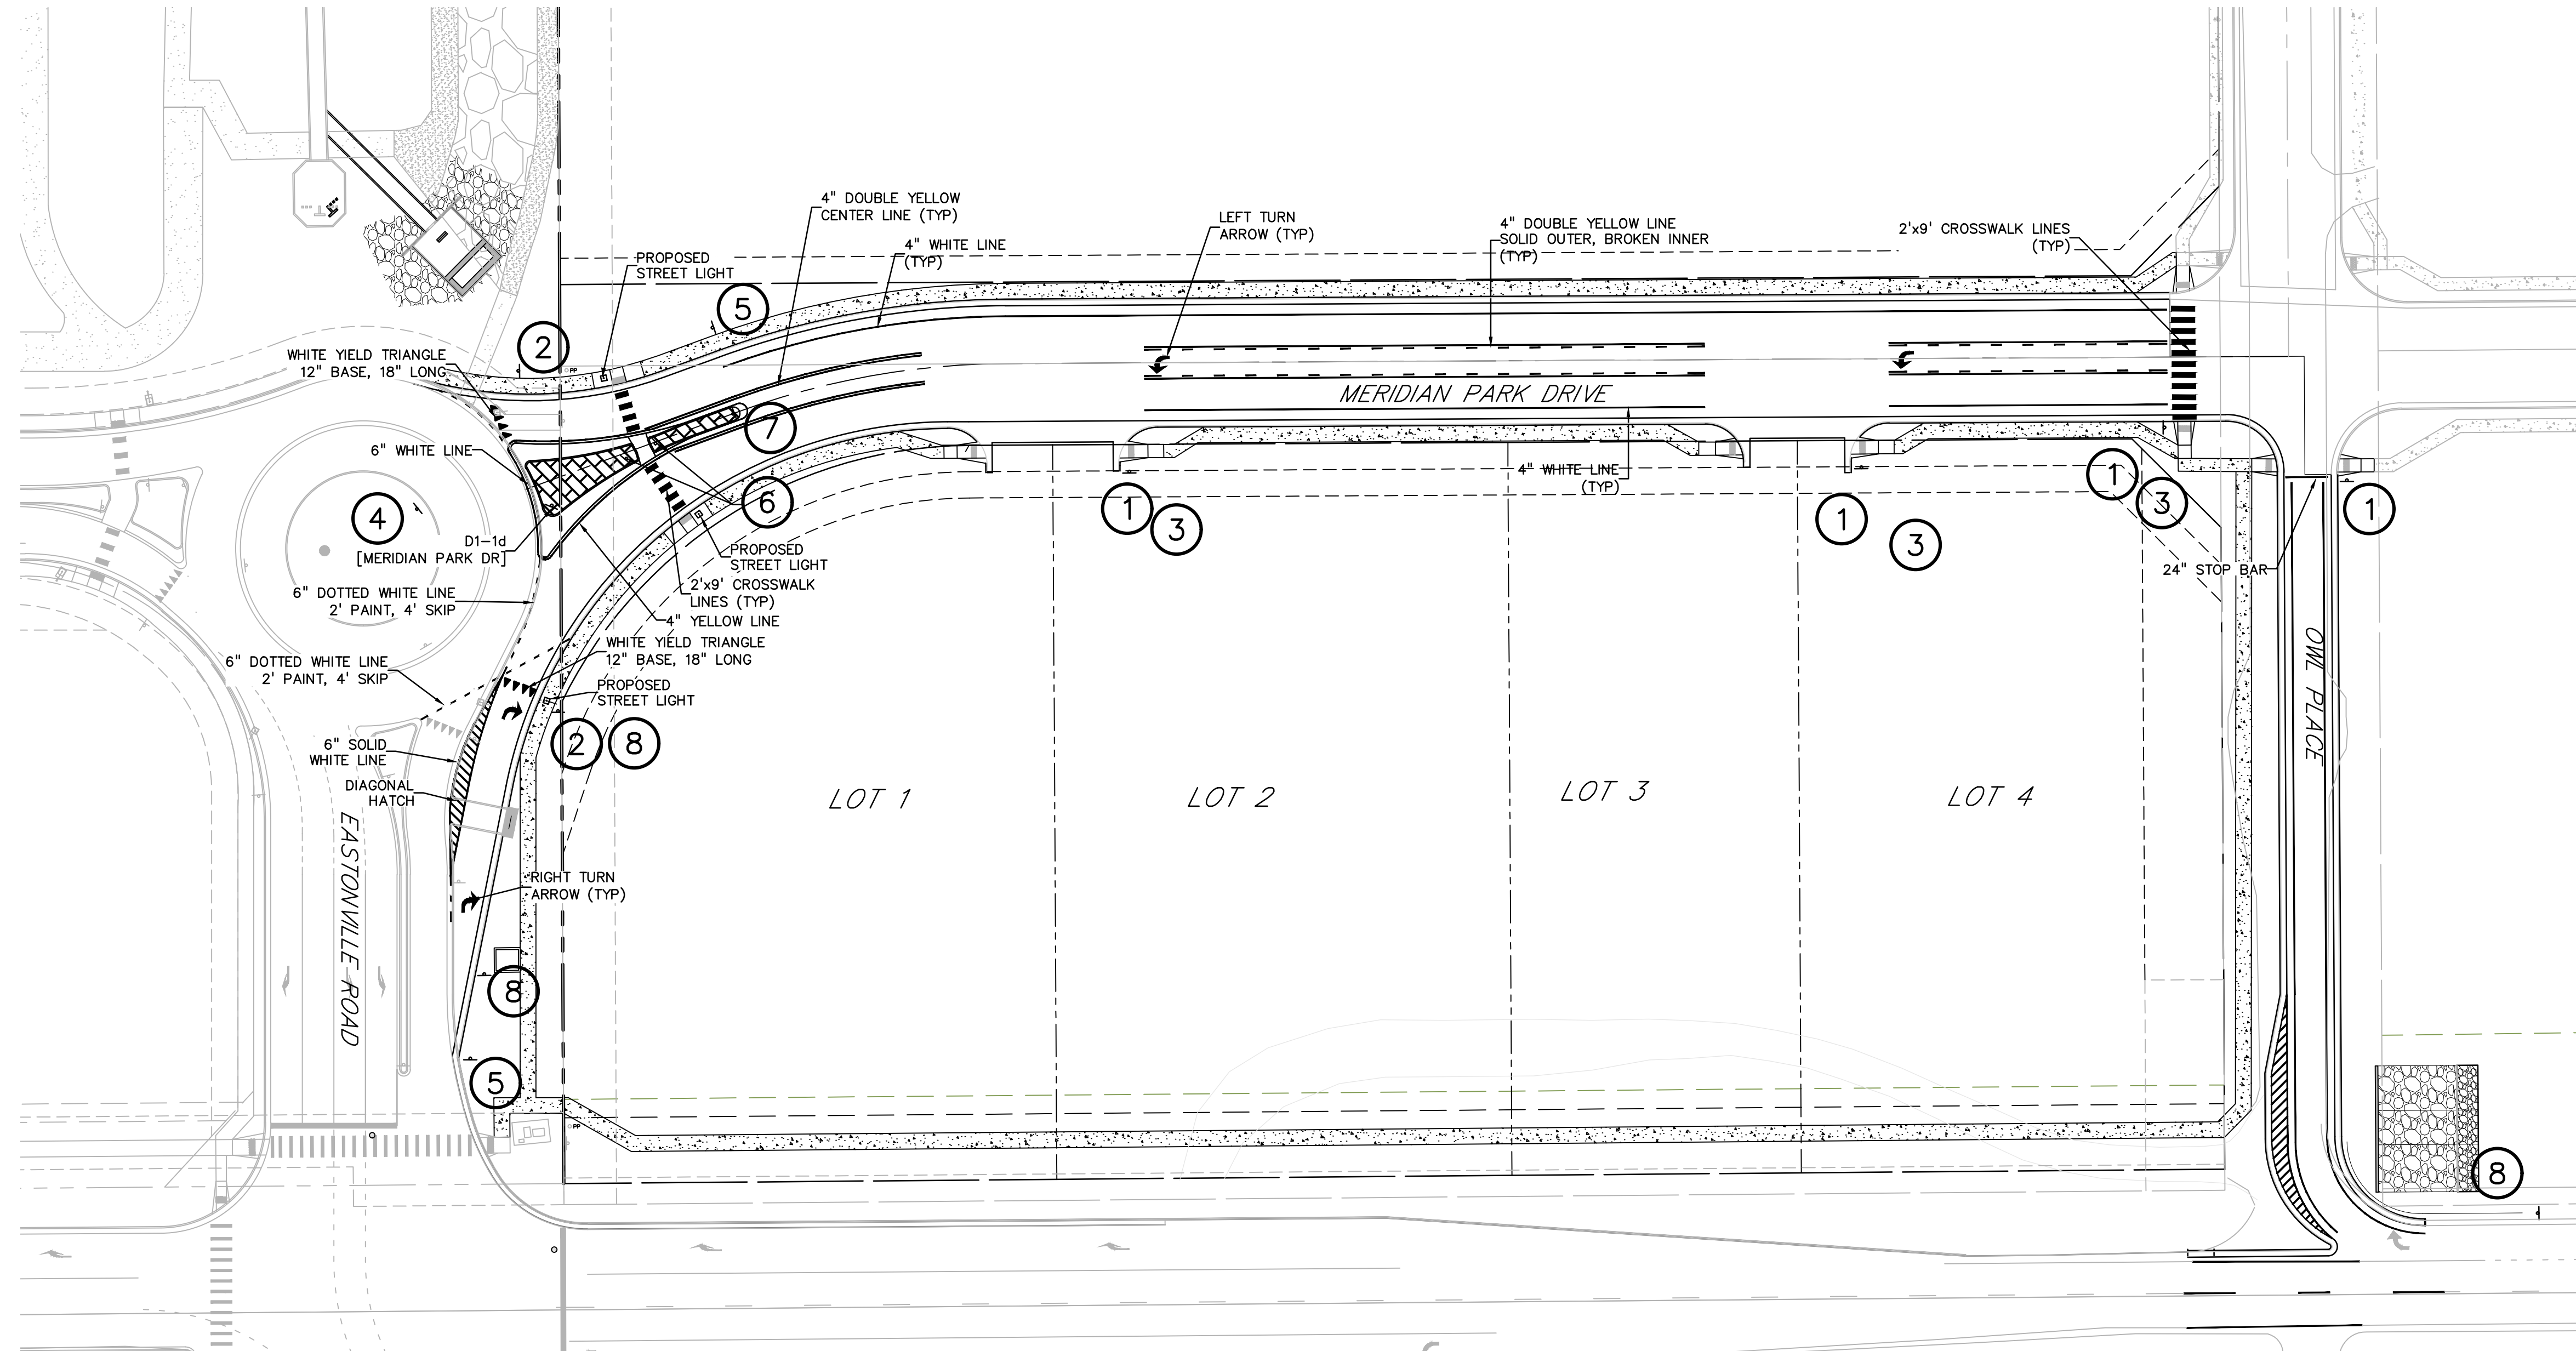 4" DOUBLE YELLOW
CENTER LINE (TYP)
LEFT TURN
ARROW (TYP)
4" DOUBLE YELLOW LINE
SOLID OUTER, BROKEN INNER
(TYP)
2'x9' CROSSWALK LINES
(TYP)
4" WHITE LINE
(TYP)
PROPOSED
STREET LIGHT
5
2
PP
WHITE YIELD TRIANGLE
12" BASE, 18" LONG
MERIDIAN PARK DRIVE
7
6" WHITE LINE
4" WHITE LINE
(TYP)
6
4
1
3
1
3
1
3
1
D1-1d
[MERIDIAN PARK DR]
PROPOSED
STREET LIGHT
24" STOP BAR
2'x9' CROSSWALK
LINES (TYP)
6" DOTTED WHITE LINE
2' PAINT, 4' SKIP
4" YELLOW LINE
WHITE YIELD TRIANGLE
12" BASE, 18" LONG
6" DOTTED WHITE LINE
2' PAINT, 4' SKIP
PROPOSED
STREET LIGHT
OWL PLACE
2
8
6" SOLID
WHITE LINE
DIAGONAL
HATCH
LOT 1
LOT 2
LOT 3
LOT 4
EASTONVILLE ROAD
RIGHT TURN
ARROW (TYP)
8
5
PP
8